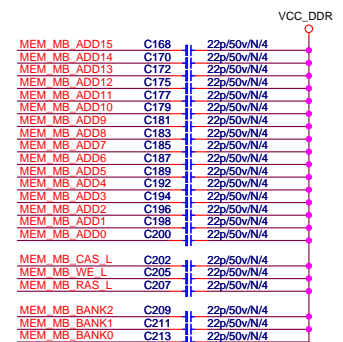 VCC_DDR
MEM_MB_ADD15 C168 22p/50v/N/4
MEM_MB_ADD14 C170 22p/50v/N/4
MEM_MB_ADD13 C172 22p/50v/N/4
MEM_MB_ADD12 C175 22p/50v/N/4
MEM_MB_ADD11 C177 22p/50v/N/4
MEM_MB_ADD10 C179 22p/50v/N/4
MEM_MB_ADD9 C181 22p/50v/N/4
MEM_MB_ADD8 C183 22p/50v/N/4
MEM_MB_ADD7 C185 22p/50v/N/4
MEM_MB_ADD6 C187 22p/50v/N/4
MEM_MB_ADD5 C189 22p/50v/N/4
MEM_MB_ADD4 C192 22p/50v/N/4
MEM_MB_ADD3 C194 22p/50v/N/4
MEM_MB_ADD2 C196 22p/50v/N/4
MEM_MB_ADD1 C198 22p/50v/N/4
MEM_MB_ADD0 C200 22p/50v/N/4
MEM_MB_CAS_L C202 22p/50v/N/4
MEM_MB_WE_L C205 22p/50v/N/4
MEM_MB_RAS_L C207 22p/50v/N/4
MEM_MB_BANK2 C209 22p/50v/N/4
MEM_MB_BANK1 C211 22p/50v/N/4
MEM_MB_BANK0 C213 22p/50v/N/4